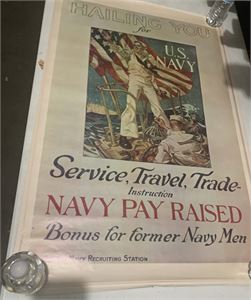 HAILING YOU
for
U.S.
NAVY
Service, Travel, Trade-
Instruction
NAVY PAY RAISED
Bonus for former Navy Men
Navy Recruiting Station